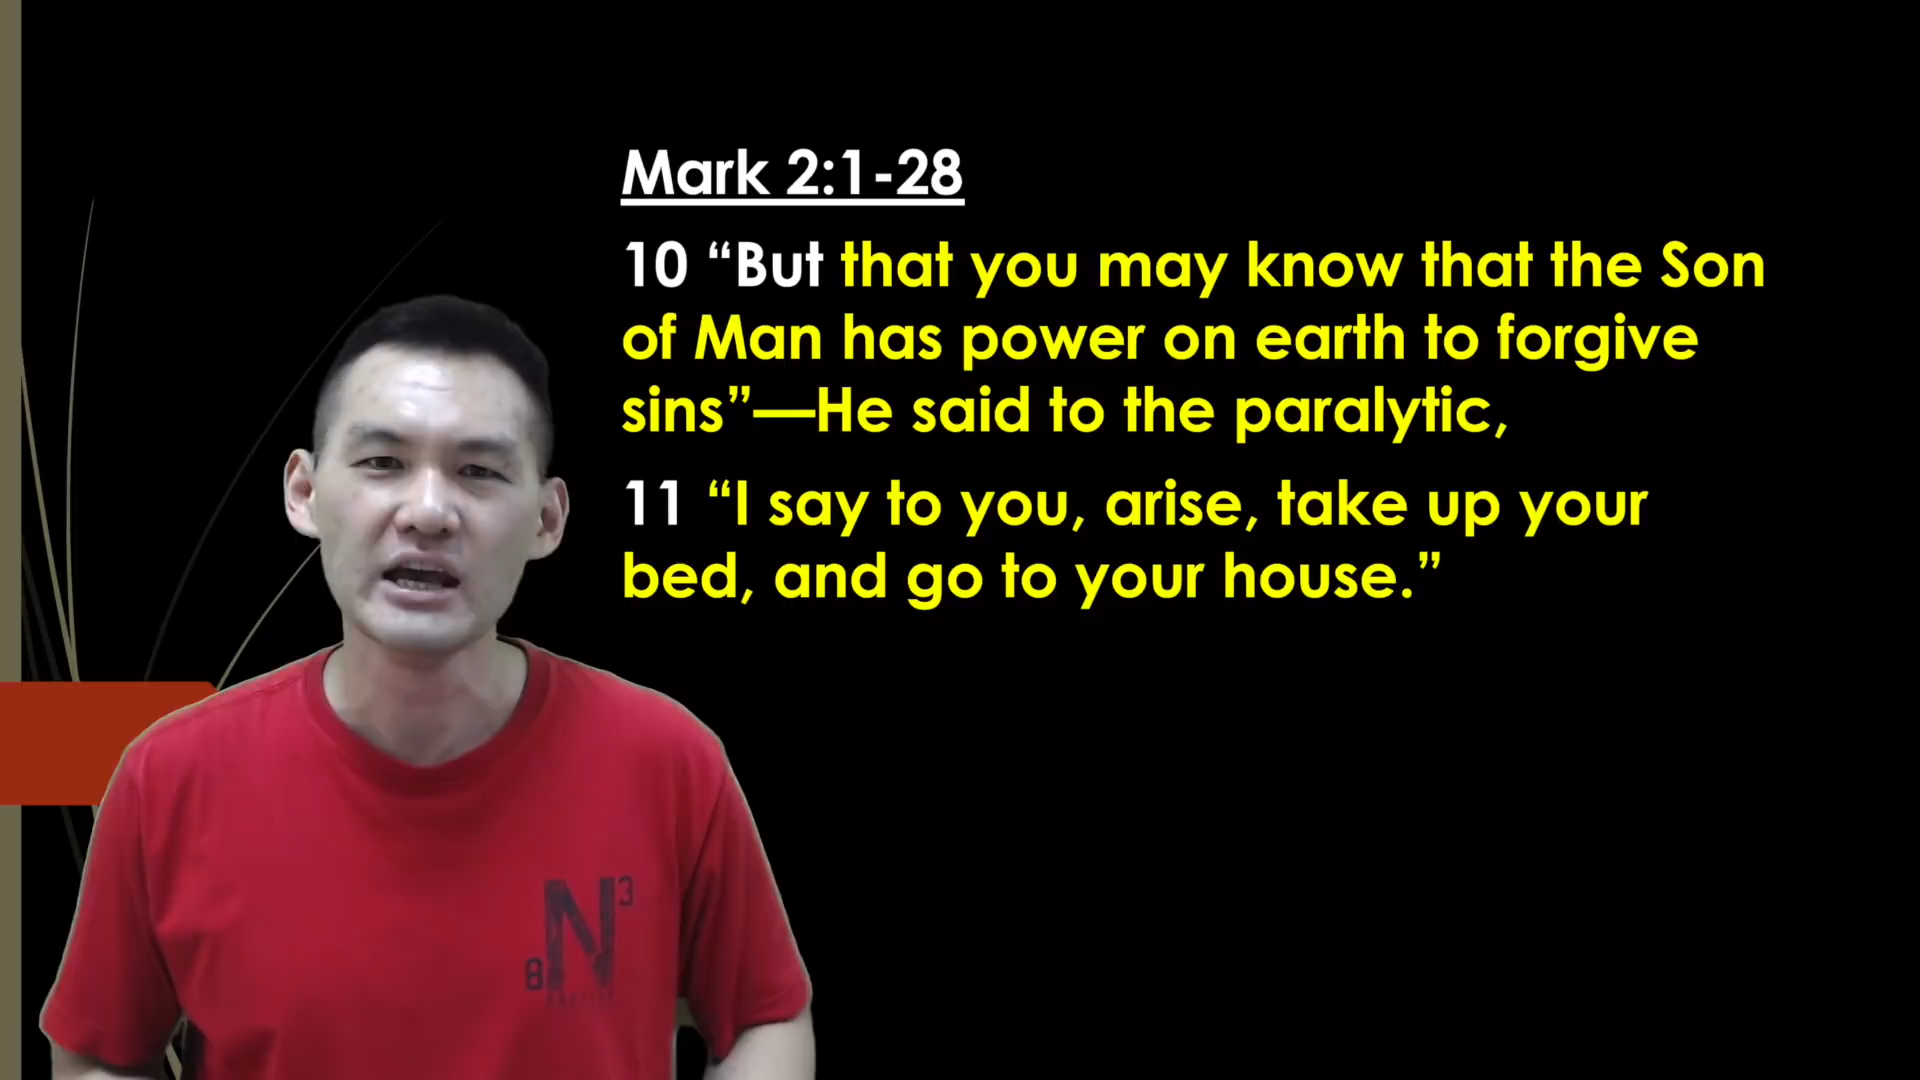 Mark 2:1-28
10 “But that you may know that the Son
of Man has power on earth to forgive
sins”—He said to the paralytic,
11 “I say to you, arise, take up your
bed, and go to your house.”
N3
8